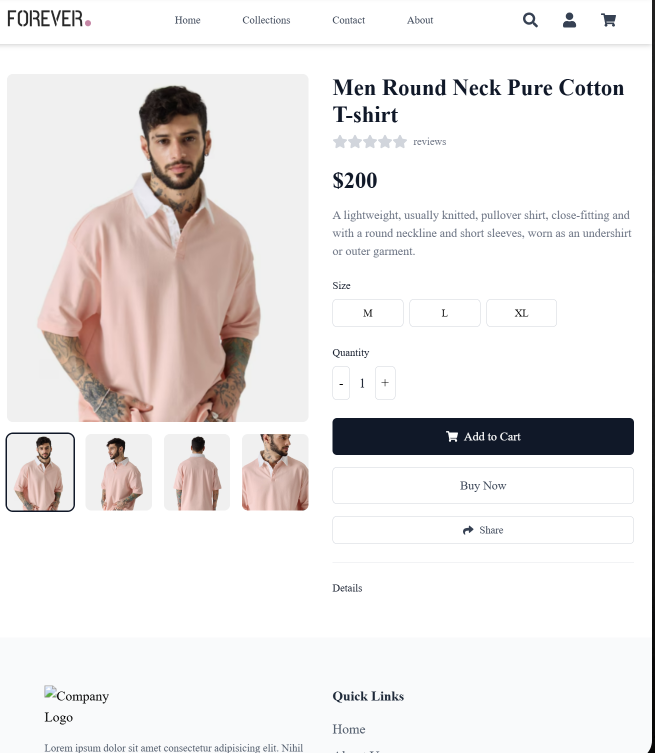 FOREVER.
Home
Collections
Contact
About
Men Round Neck Pure Cotton
T-shirt
reviews
$200
A lightweight, usually knitted, pullover shirt, close-fitting and
with a round neckline and short sleeves, worn as an undershirt
or outer garment.
Size
M
L
XL
Quantity
-
1
+
Add to Cart
Buy Now
Share
Details
Company
Logo
Lorem ipsum dolor sit amet consectetur adipisicing elit. Nihil
Quick Links
Home